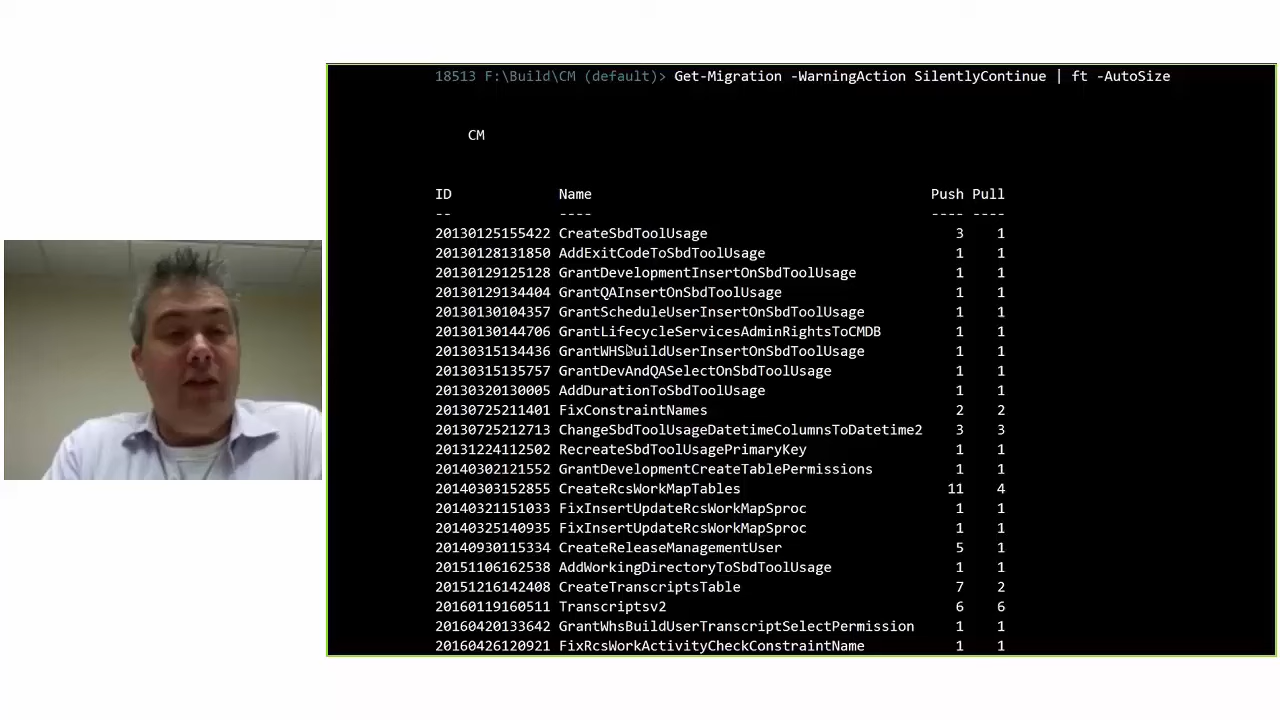 18513 F:\Build\CM (default)> Get-Migration -WarningAction SilentlyContinue | ft -AutoSize
CM
ID Name Push Pull
-- ---- ---- ----
20130125155422 CreateSbdToolUsage 3 1
20130128131850 AddExitCodeToSbdToolUsage 1 1
20130129125128 GrantDevelopmentInsertOnSbdToolUsage 1 1
20130129134404 GrantQAInsertOnSbdToolUsage 1 1
20130130104357 GrantScheduleUserInsertOnSbdToolUsage 1 1
20130130144706 GrantLifecycleServicesAdminRightsToCMDB 1 1
20130315134436 GrantWHSBuildUserInsertOnSbdToolUsage 1 1
20130315135757 GrantDevAndQASelectOnSbdToolUsage 1 1
20130320130005 AddDurationToSbdToolUsage 1 1
20130725211401 FixConstraintNames 2 2
20130725212713 ChangeSbdToolUsageDatetimeColumnsToDatetime2 3 3
20131224112502 RecreateSbdToolUsagePrimaryKey 1 1
20140302121552 GrantDevelopmentCreateTablePermissions 1 1
20140303152855 CreateRcsWorkMapTables 11 4
20140321151033 FixInsertUpdateRcsWorkMapSproc 1 1
20140325140935 FixInsertUpdateRcsWorkMapSproc 1 1
20140930115334 CreateReleaseManagementUser 5 1
20151106162538 AddWorkingDirectoryToSbdToolUsage 1 1
20151216142408 CreateTranscriptsTable 7 2
20160119160511 Transcriptsv2 6 6
20160420133642 GrantWhsBuildUserTranscriptSelectPermission 1 1
20160426120921 FixRcsWorkActivityCheckConstraintName 1 1